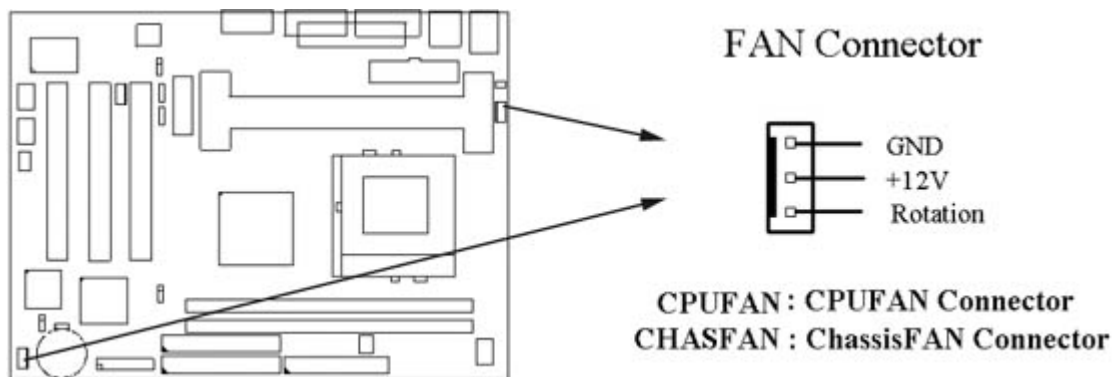 FAN Connector
GND
+12V
Rotation
CPUFAN : CPUFAN Connector
CHASFAN : ChassisFAN Connector